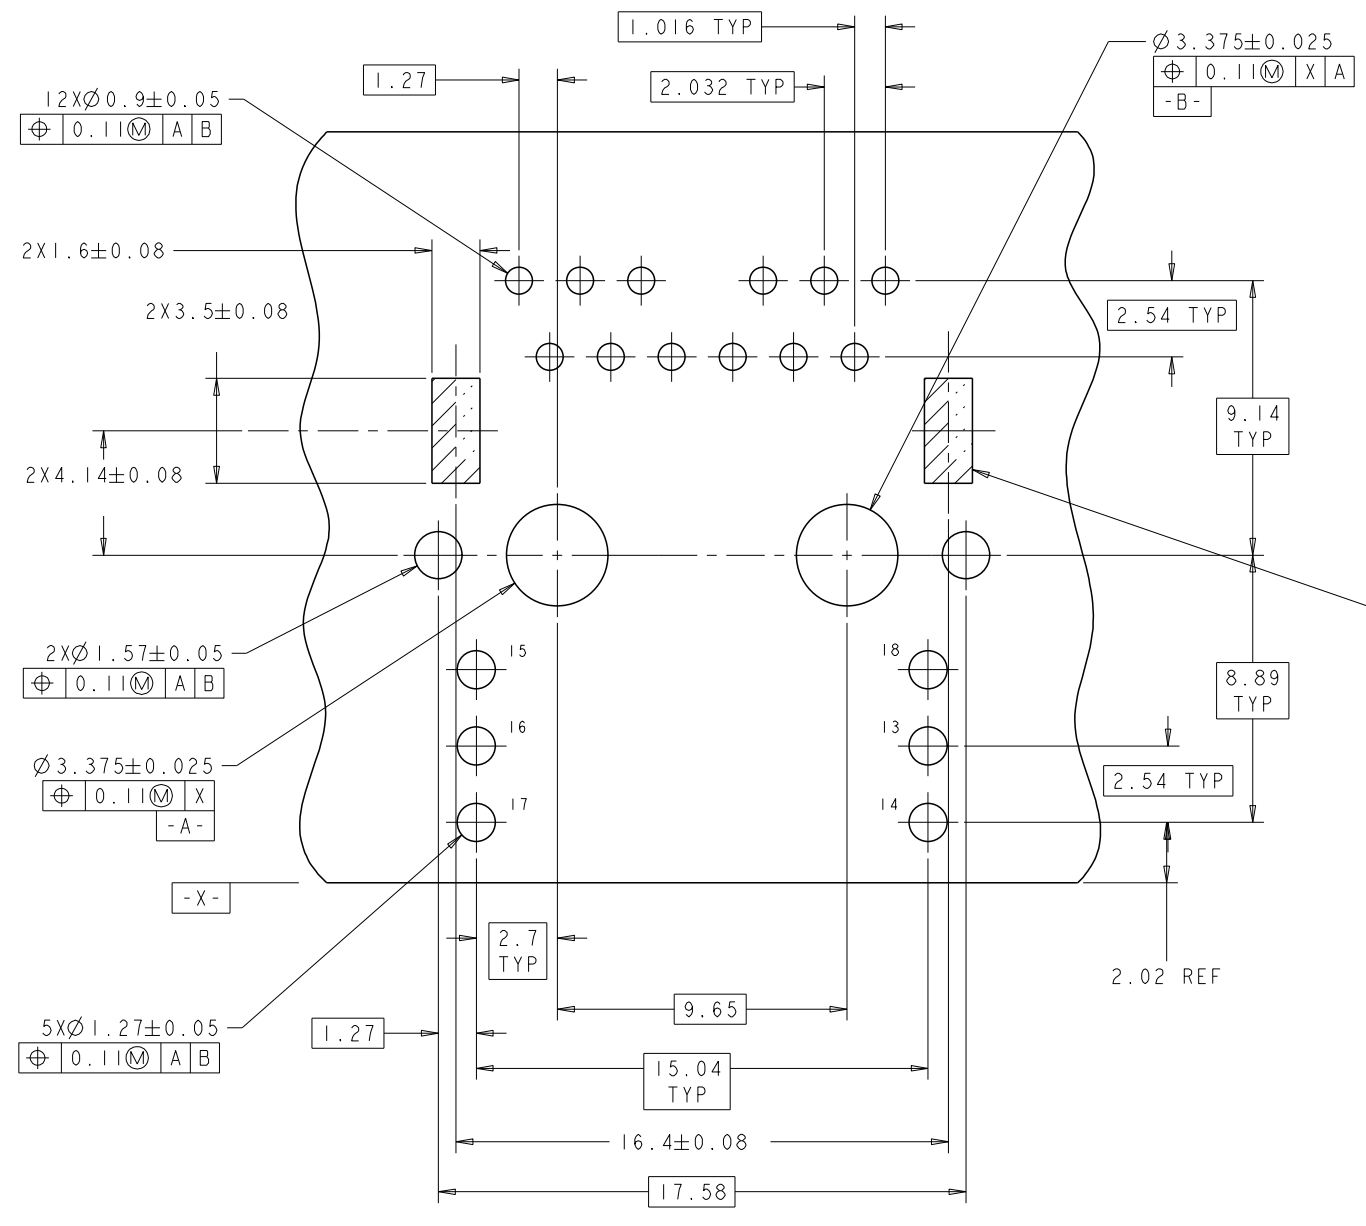 1.016 TYP
Ø3.375±0.025
⌖ 0.11Ⓜ X A
-B-
1.27
2.032 TYP
12XØ0.9±0.05
⌖ 0.11Ⓜ A B
2X1.6±0.08
2X3.5±0.08
2.54 TYP
9.14
TYP
2X4.14±0.08
2XØ1.57±0.05
⌖ 0.11Ⓜ A B
15
18
8.89
TYP
16
13
Ø3.375±0.025
⌖ 0.11Ⓜ X
-A-
2.54 TYP
17
14
-X-
2.7
TYP
2.02 REF
9.65
5XØ1.27±0.05
⌖ 0.11Ⓜ A B
1.27
15.04
TYP
16.4±0.08
17.58